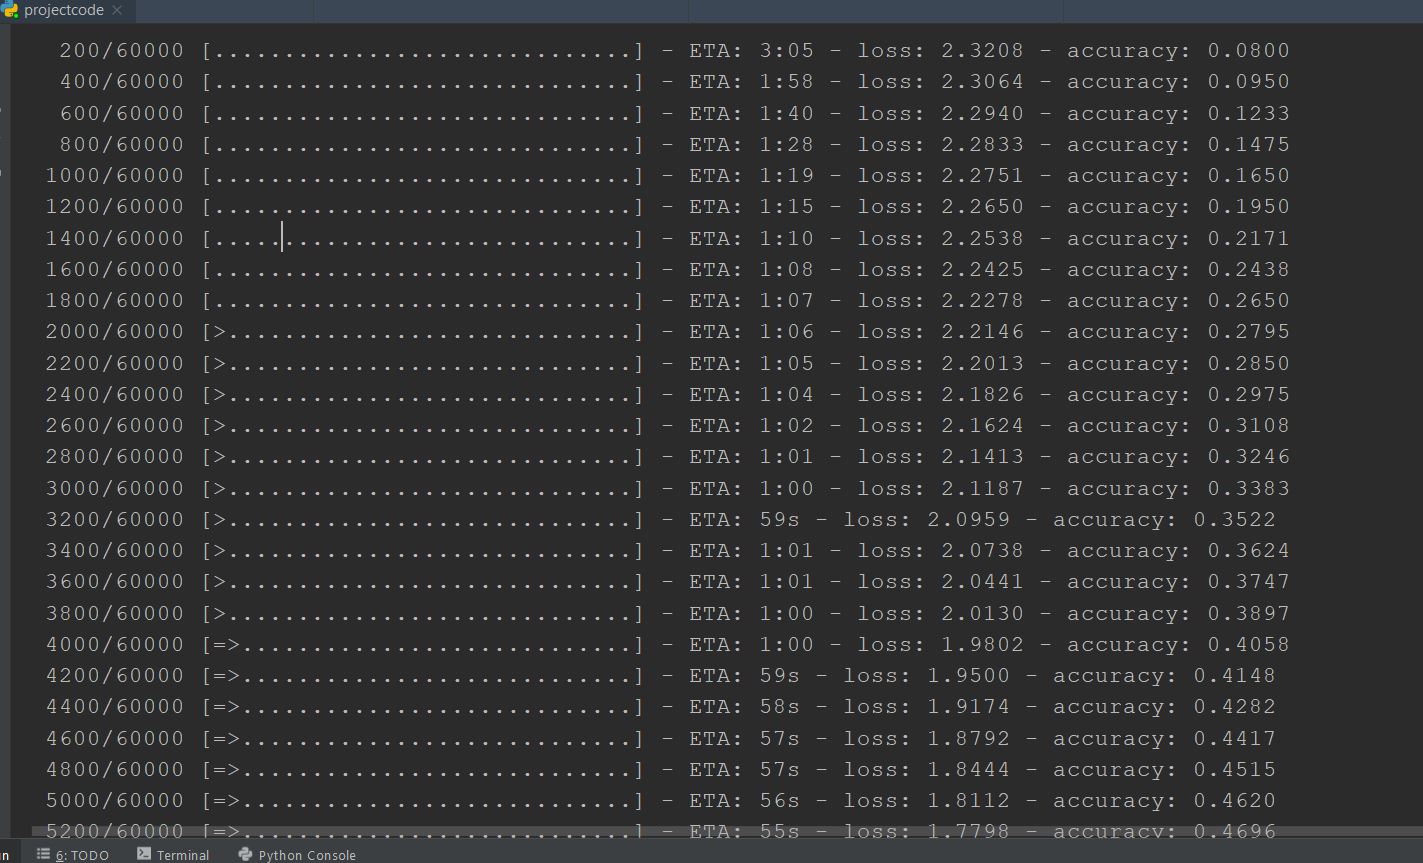 projectcode
200/60000 [..............................] - ETA: 3:05 - loss: 2.3208 - accuracy: 0.0800
400/60000 [..............................] - ETA: 1:58 - loss: 2.3064 - accuracy: 0.0950
600/60000 [..............................] - ETA: 1:40 - loss: 2.2940 - accuracy: 0.1233
800/60000 [..............................] - ETA: 1:28 - loss: 2.2833 - accuracy: 0.1475
1000/60000 [..............................] - ETA: 1:19 - loss: 2.2751 - accuracy: 0.1650
1200/60000 [..............................] - ETA: 1:15 - loss: 2.2650 - accuracy: 0.1950
1400/60000 [..............................] - ETA: 1:10 - loss: 2.2538 - accuracy: 0.2171
1600/60000 [..............................] - ETA: 1:08 - loss: 2.2425 - accuracy: 0.2438
1800/60000 [..............................] - ETA: 1:07 - loss: 2.2278 - accuracy: 0.2650
2000/60000 [>.............................] - ETA: 1:06 - loss: 2.2146 - accuracy: 0.2795
2200/60000 [>.............................] - ETA: 1:05 - loss: 2.2013 - accuracy: 0.2850
2400/60000 [>.............................] - ETA: 1:04 - loss: 2.1826 - accuracy: 0.2975
2600/60000 [>.............................] - ETA: 1:02 - loss: 2.1624 - accuracy: 0.3108
2800/60000 [>.............................] - ETA: 1:01 - loss: 2.1413 - accuracy: 0.3246
3000/60000 [>.............................] - ETA: 1:00 - loss: 2.1187 - accuracy: 0.3383
3200/60000 [>.............................] - ETA: 59s - loss: 2.0959 - accuracy: 0.3522
3400/60000 [>.............................] - ETA: 1:01 - loss: 2.0738 - accuracy: 0.3624
3600/60000 [>.............................] - ETA: 1:01 - loss: 2.0441 - accuracy: 0.3747
3800/60000 [>.............................] - ETA: 1:00 - loss: 2.0130 - accuracy: 0.3897
4000/60000 [=>............................] - ETA: 1:00 - loss: 1.9802 - accuracy: 0.4058
4200/60000 [=>............................] - ETA: 59s - loss: 1.9500 - accuracy: 0.4148
4400/60000 [=>............................] - ETA: 58s - loss: 1.9174 - accuracy: 0.4282
4600/60000 [=>............................] - ETA: 57s - loss: 1.8792 - accuracy: 0.4417
4800/60000 [=>............................] - ETA: 57s - loss: 1.8444 - accuracy: 0.4515
5000/60000 [=>............................] - ETA: 56s - loss: 1.8112 - accuracy: 0.4620
5200/60000 [=>............................] - ETA: 55s - loss: 1.7798 - accuracy: 0.4696
n 6: TODO Terminal Python Console